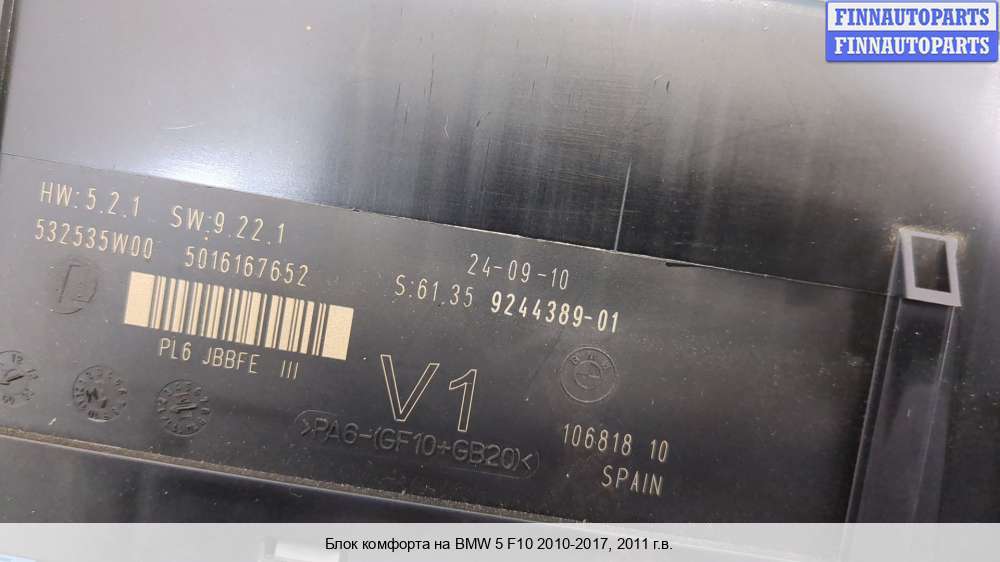 FINNAUTOPARTS
FINNAUTOPARTS
HW:5.2.1 SW:9.22.1
532535W00 5016167652
24-09-10
S:61.35 9244389-01
PL6 JBBFE III
V1
>PA6-(GF10+GB20)<
106818 10
SPAIN
Блок комфорта на BMW 5 F10 2010-2017, 2011 г.в.